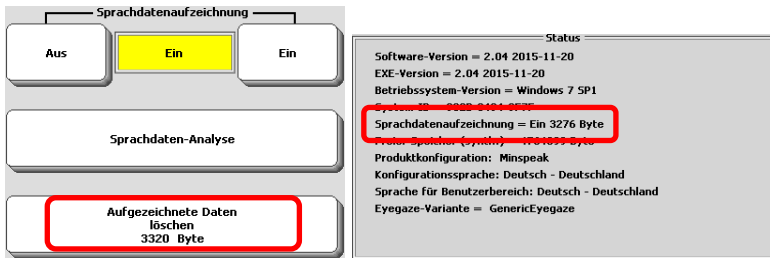 Sprachdatenaufzeichnung
Aus
Ein
Ein
Sprachdaten-Analyse
Aufgezeichnete Daten
löschen
3320 Byte
Status
Software-Version = 2.04 2015-11-20
EXE-Version = 2.04 2015-11-20
Betriebssystem-Version = Windows 7 SP1
Sprachdatenaufzeichnung = Ein 3276 Byte
Produktkonfiguration: Minspeak
Konfigurationssprache: Deutsch - Deutschland
Sprache für Benutzerbereich: Deutsch - Deutschland
Eyegaze-Variante = GenericEyegaze